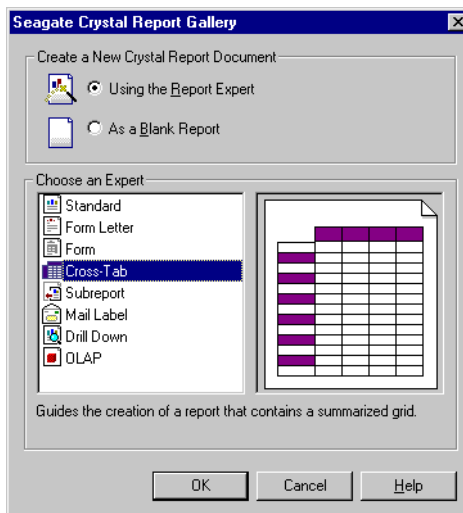 Seagate Crystal Report Gallery
Create a New Crystal Report Document
Using the Report Expert
As a Blank Report
Choose an Expert
Standard
Form Letter
Form
Cross-Tab
Subreport
Mail Label
Drill Down
OLAP
Guides the creation of a report that contains a summarized grid.
OK Cancel Help